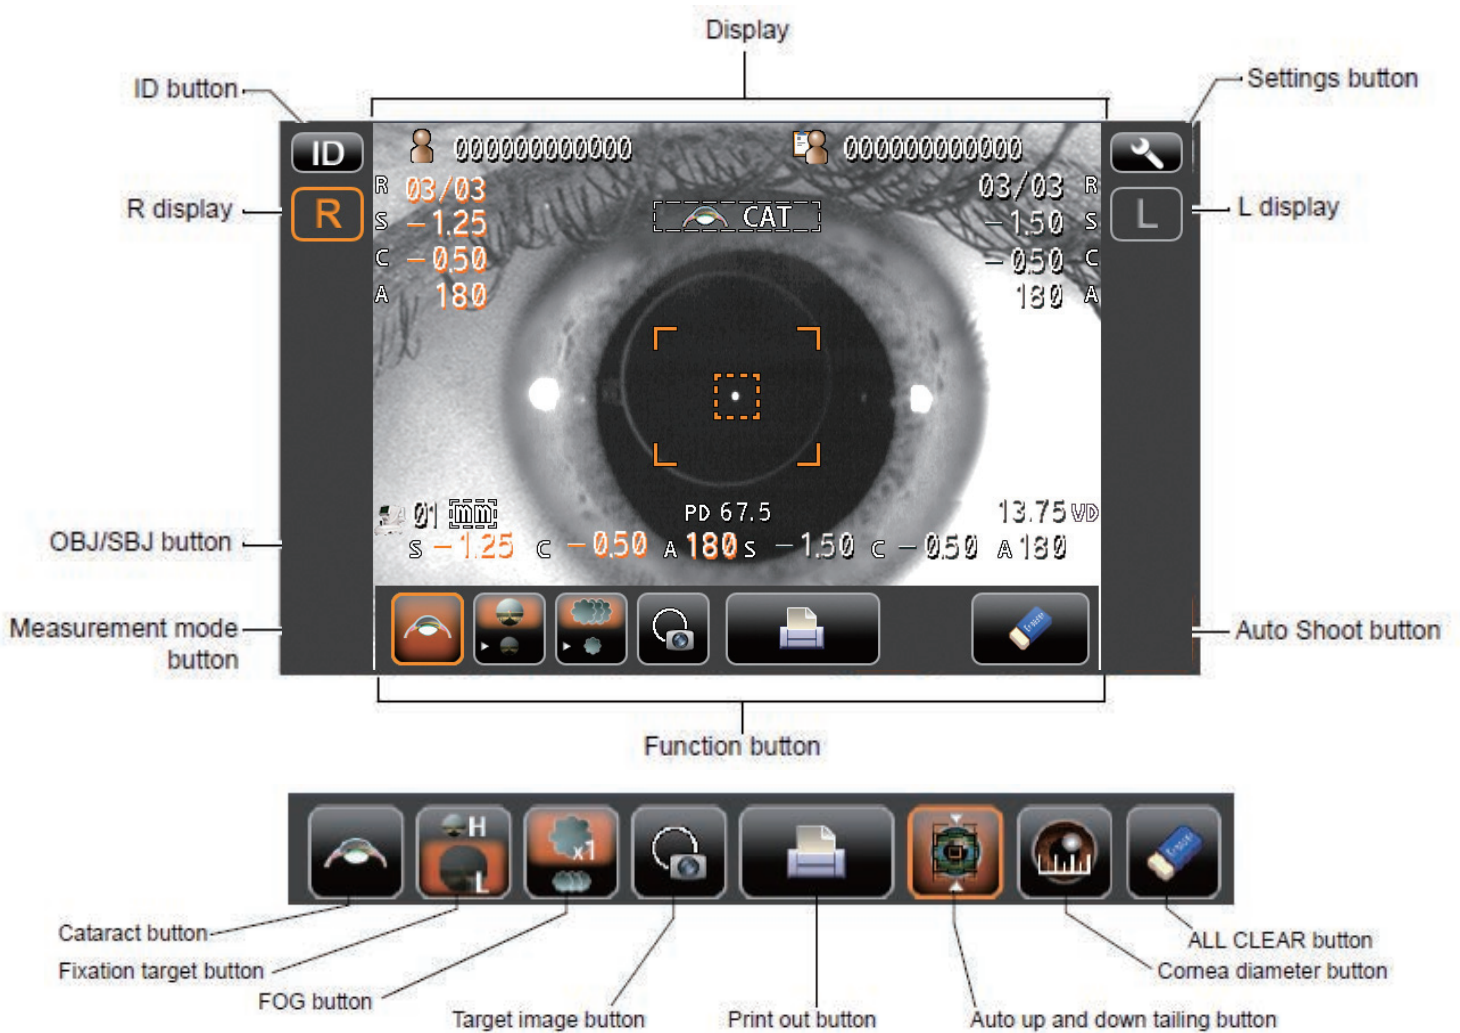 Display
ID button
Settings button
ID
000000000000
000000000000
R display
R
R 03/03
03/03 R
L
L display
CAT
S -1.25
-1.50 S
C -0.50
-0.50 C
A 180
180 A
01 mm
PD 67.5
13.75 VD
OBJ/SBJ button
S -1.25 C -0.50 A 180 S -1.50 C -0.50 A 180
Measurement mode
button
Auto Shoot button
Function button
H
L
x1
Cataract button
Fixation target button
FOG button
Target image button
Print out button
Auto up and down tailing button
Cornea diameter button
ALL CLEAR button